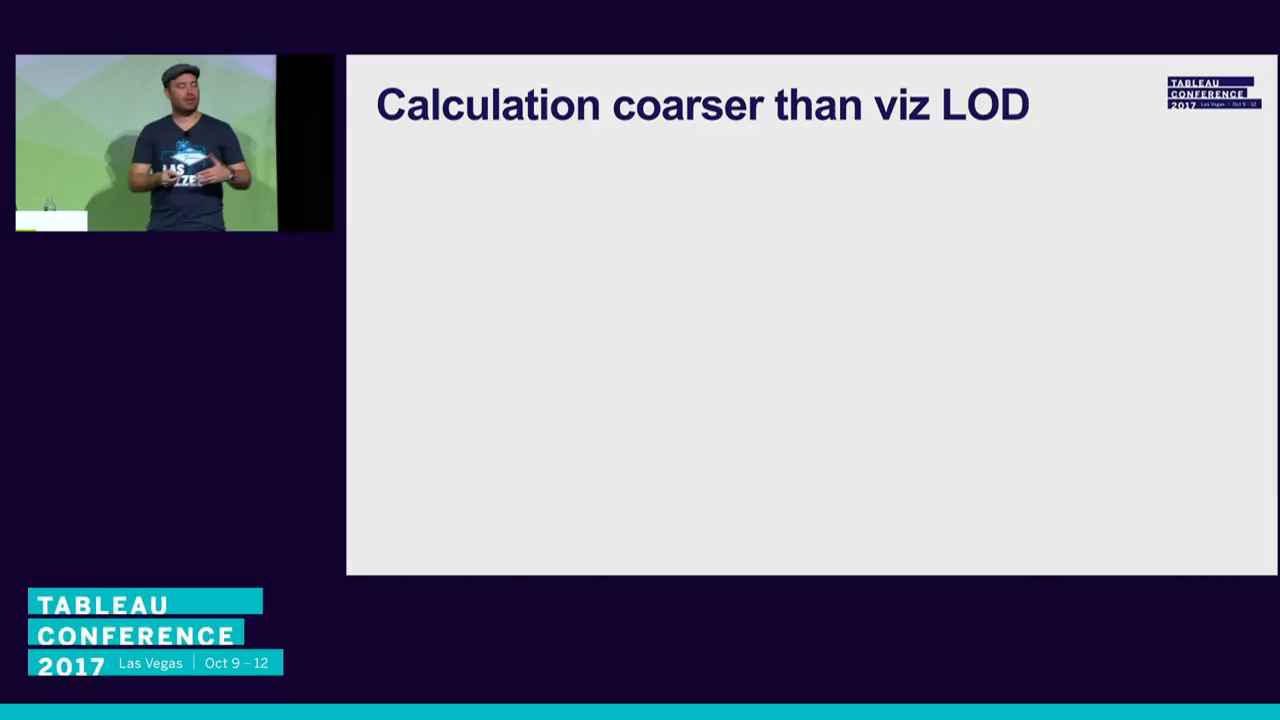 Calculation coarser than viz LOD
TABLEAU
CONFERENCE
2017 Las Vegas | Oct 9 - 12
LAS
TABLEAU
CONFERENCE
2017 Las Vegas | Oct 9 – 12